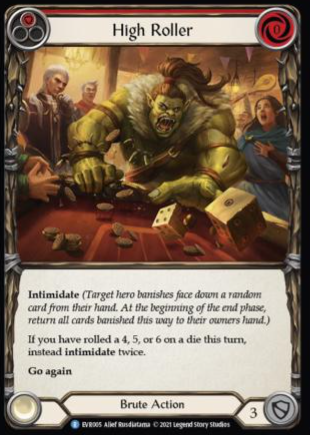 0
High Roller
Intimidate (Target hero banishes face down a random
card from their hand. At the beginning of the end phase,
return all cards banished this way to their owners hand.)
If you have rolled a 4, 5, or 6 on a die this turn,
instead intimidate twice.
Go again
Brute Action
3
R EVR005 Alief Rusdiatama © 2021 Legend Story Studios